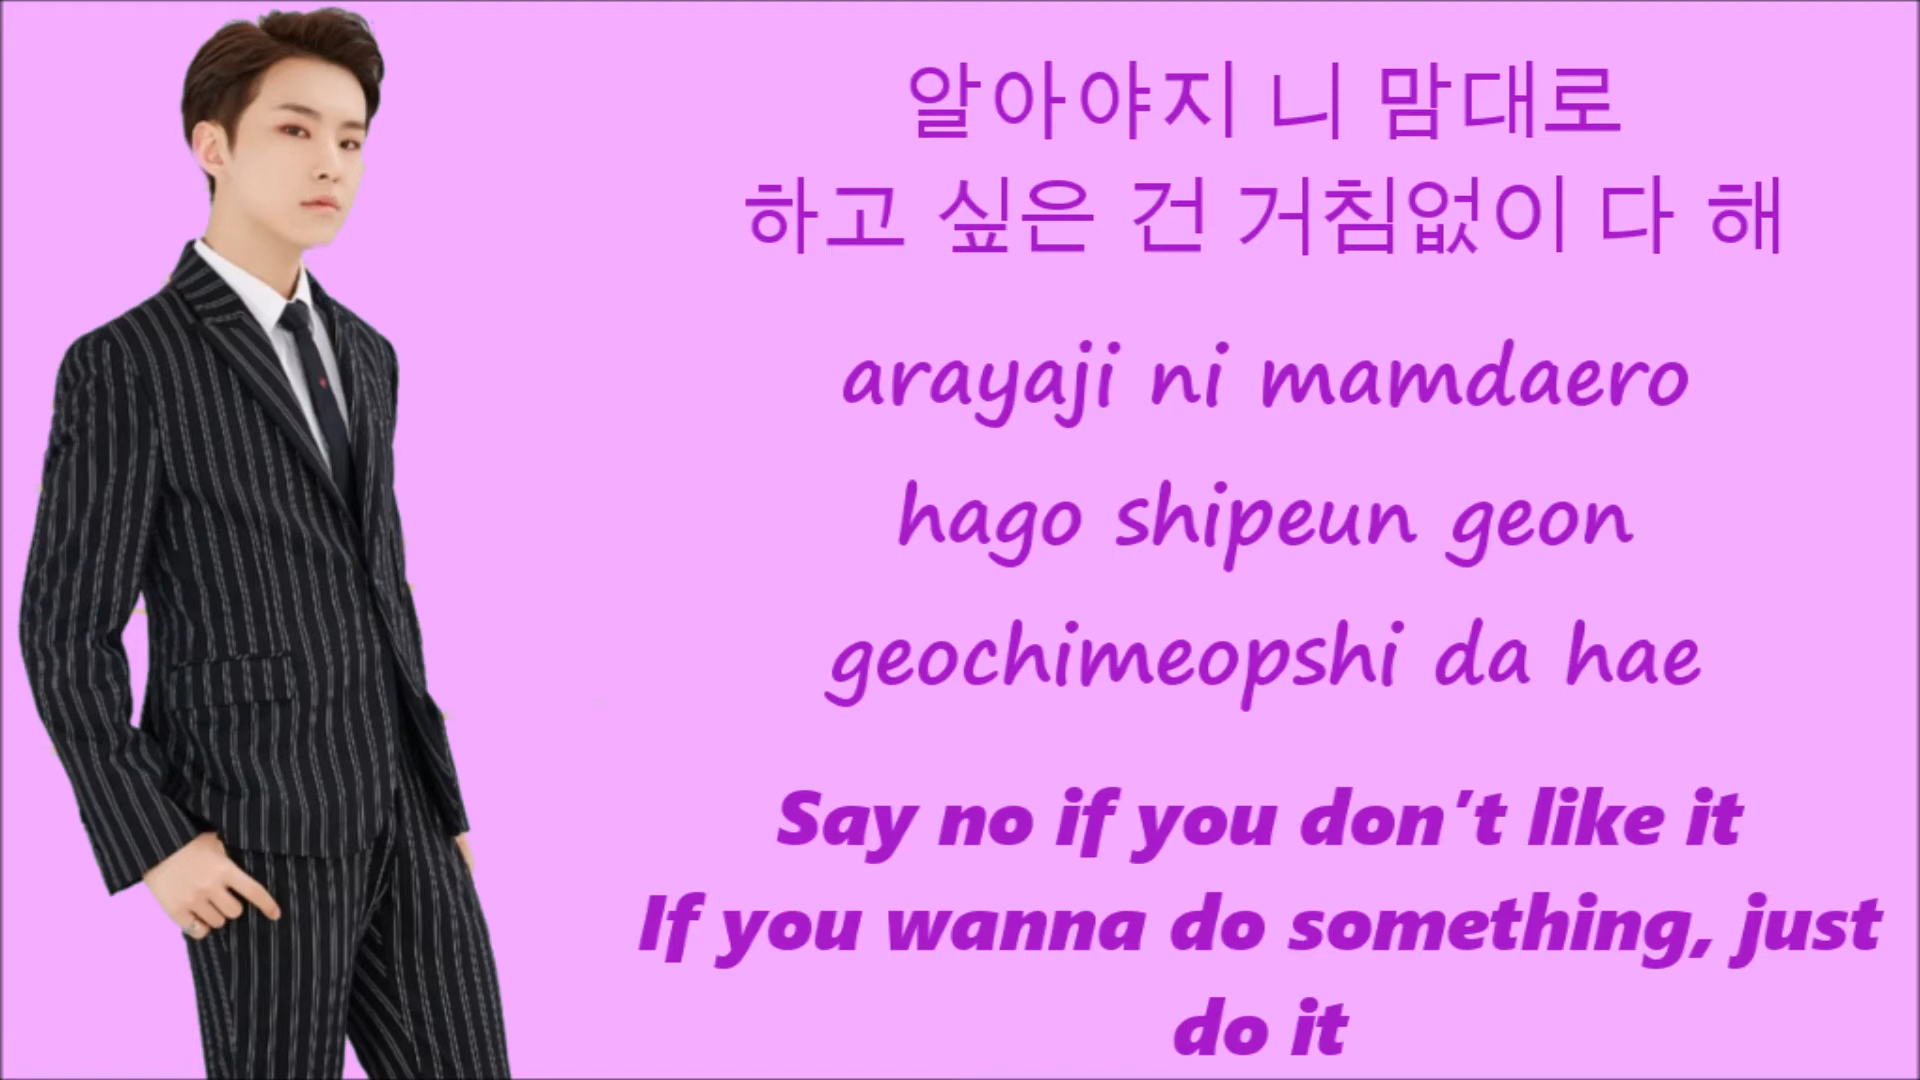 알아야지 니 맘대로
하고 싶은 건 거침없이 다 해
arayaji ni mamdaero
hago shipeun geon
geochimeopshi da hae
Say no if you don't like it
If you wanna do something, just
do it